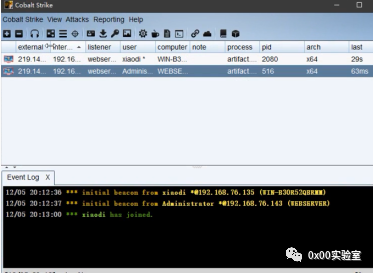 Cobalt Strike
Cobalt Strike View Attacks Reporting Help
external inter... listener user computer note process pid arch last
219.14... 192.16... webser... xiaodi * WIN-B3... artifact... 2080 x64 29s
219.14... 192.16... webser... Adminis... WEBSE... artifact... 516 x64 63ms
Event Log X
12/05 20:12:36 *** initial beacon from xiaodi *@192.168.76.135 (WIN-B30R52QHRMM)
12/05 20:12:37 *** initial beacon from Administrator *@192.168.76.143 (WEBSERVER)
12/05 20:13:00 *** xiaodi has joined.
0x00实验室